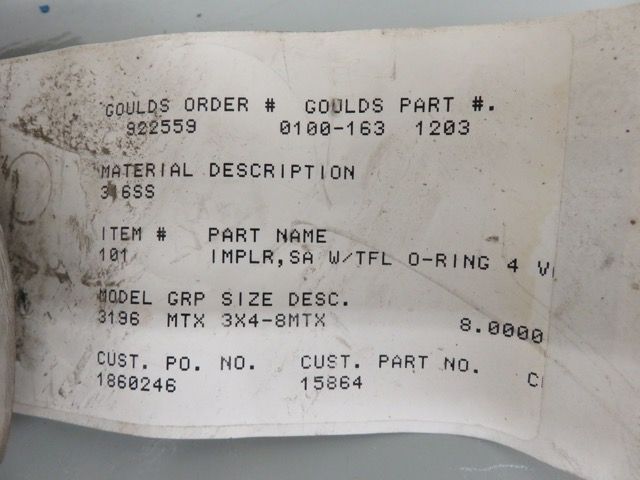 GOULDS ORDER # GOULDS PART #.
922559 0100-163 1203
MATERIAL DESCRIPTION
316SS
ITEM # PART NAME
101 IMPLR,SA W/TFL O-RING 4
MODEL GRP SIZE DESC.
3196 MTX 3X4-8MTX 8.0000
CUST. PO. NO. CUST. PART NO.
1860246 15864